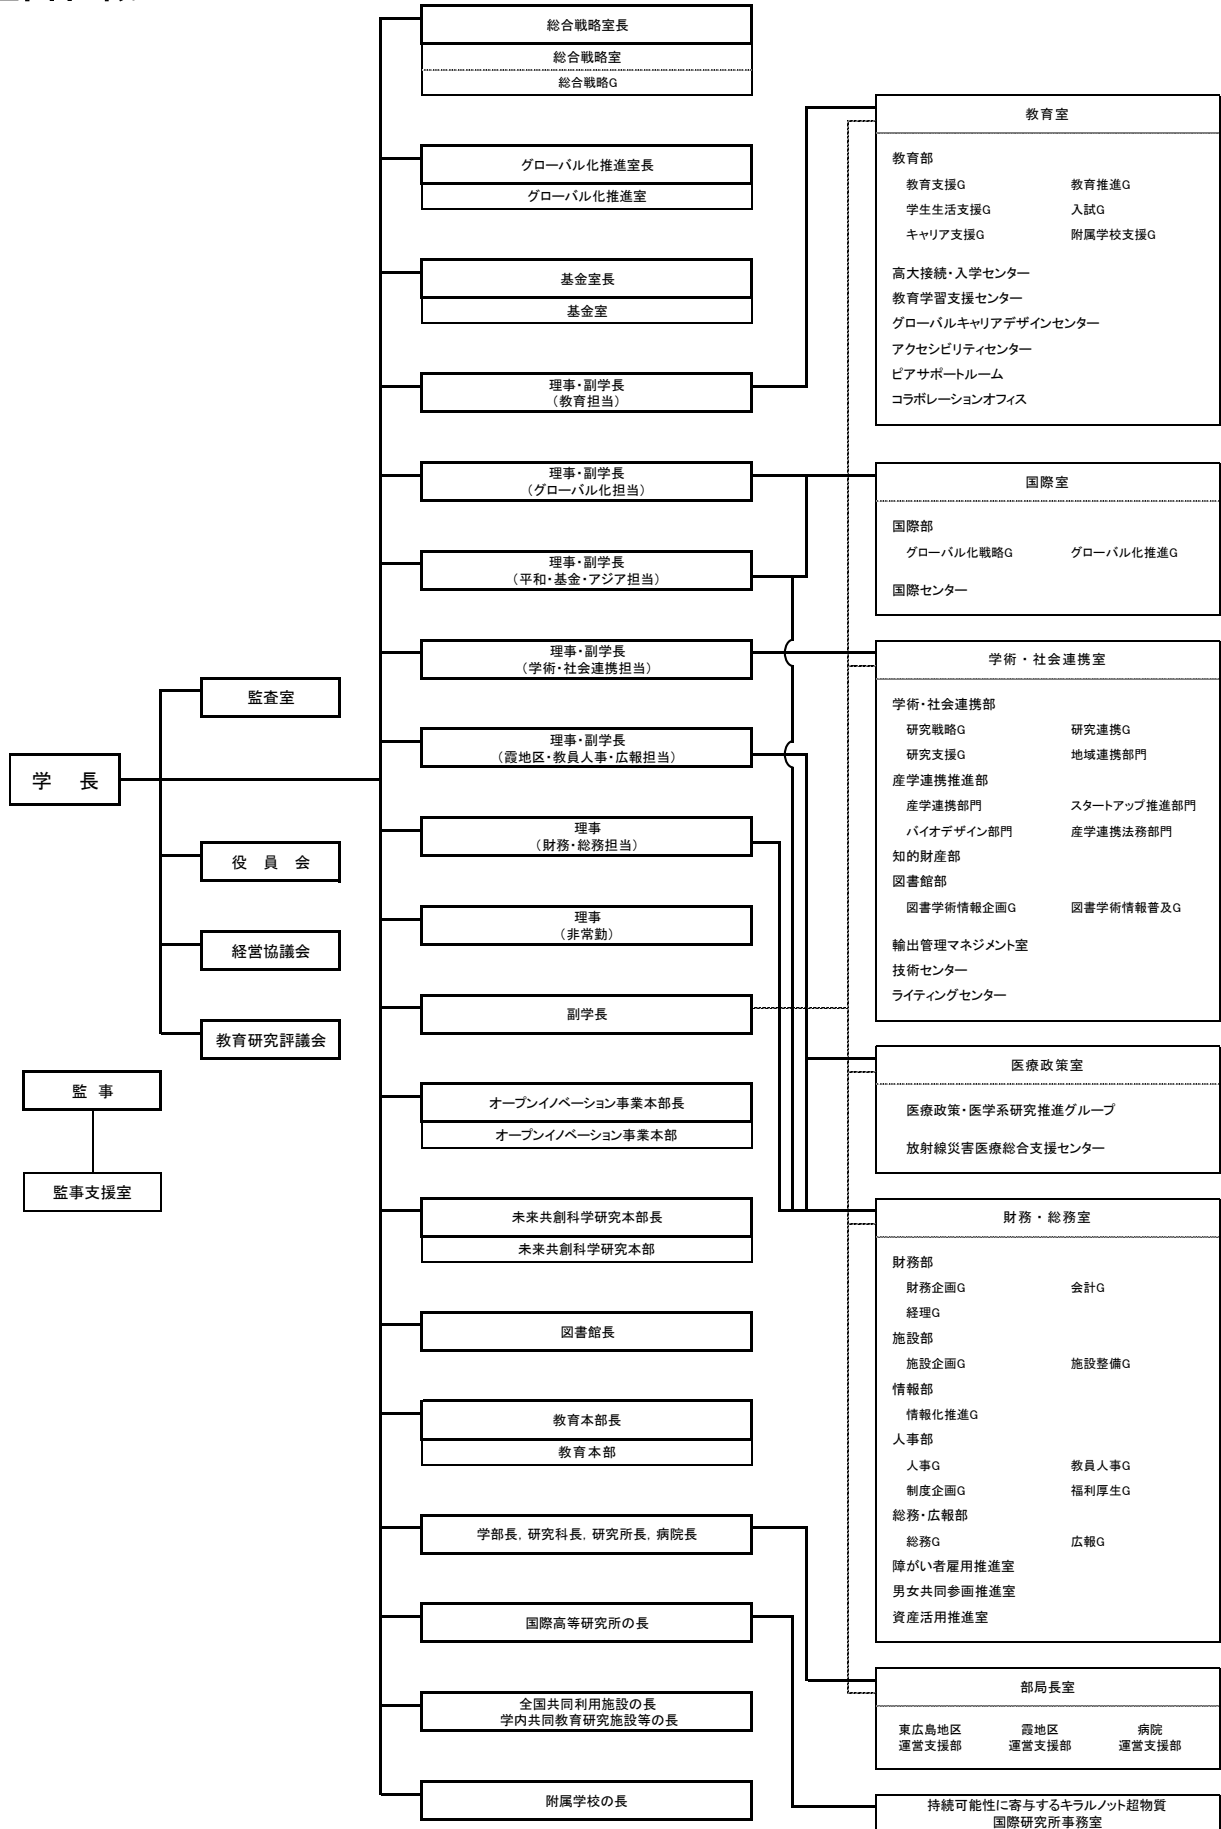 総合戦略室長
総合戦略室
総合戦略G
グローバル化推進室長
グローバル化推進室
基金室長
基金室
理事・副学長
（教育担当）
理事・副学長
（グローバル化担当）
理事・副学長
（平和・基金・アジア担当）
理事・副学長
（学術・社会連携担当）
理事・副学長
（霞地区・教員人事・広報担当）
理事
（財務・総務担当）
理事
（非常勤）
副学長
オープンイノベーション事業本部長
オープンイノベーション事業本部
未来共創科学研究本部長
未来共創科学研究本部
図書館長
教育本部長
教育本部
学部長, 研究科長, 研究所長, 病院長
国際高等研究所の長
全国共同利用施設の長
学内共同教育研究施設等の長
附属学校の長
監査室
学　長
役　員　会
経営協議会
教育研究評議会
監 事
監事支援室
教育室
教育部
教育支援G 教育推進G
学生生活支援G 入試G
キャリア支援G 附属学校支援G
高大接続・入学センター
教育学習支援センター
グローバルキャリアデザインセンター
アクセシビリティセンター
ピアサポートルーム
コラボレーションオフィス
国際室
国際部
グローバル化戦略G グローバル化推進G
国際センター
学術・社会連携室
学術・社会連携部
研究戦略G 研究連携G
研究支援G 地域連携部門
産学連携推進部
産学連携部門 スタートアップ推進部門
バイオデザイン部門 産学連携法務部門
知的財産部
図書館部
図書学術情報企画G 図書学術情報普及G
輸出管理マネジメント室
技術センター
ライティングセンター
医療政策室
医療政策・医学系研究推進グループ
放射線災害医療総合支援センター
財務・総務室
財務部
財務企画G 会計G
経理G
施設部
施設企画G 施設整備G
情報部
情報化推進G
人事部
人事G 教員人事G
制度企画G 福利厚生G
総務・広報部
総務G 広報G
障がい者雇用推進室
男女共同参画推進室
資産活用推進室
部局長室
東広島地区 霞地区 病院
運営支援部 運営支援部 運営支援部
持続可能性に寄与するキラルノット超物質
国際研究所事務室